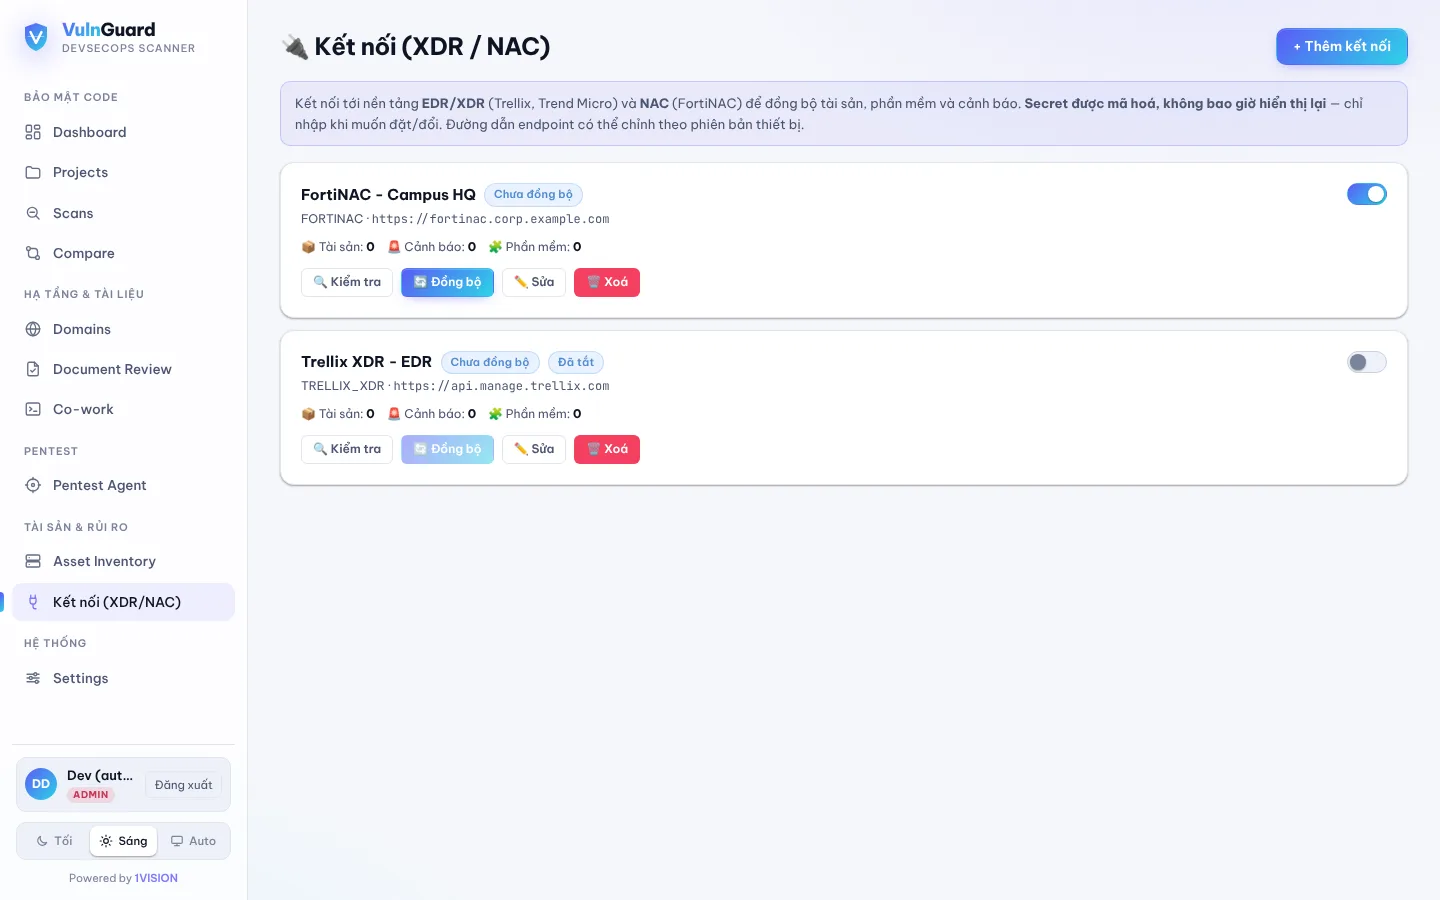 VulnGuard
DEVSECOPS SCANNER
BẢO MẬT CODE
Dashboard
Projects
Scans
Compare
HẠ TẦNG & TÀI LIỆU
Domains
Document Review
Co-work
PENTEST
Pentest Agent
TÀI SẢN & RỦI RO
Asset Inventory
Kết nối (XDR/NAC)
HỆ THỐNG
Settings
DD
Dev (aut...
ADMIN
Đăng xuất
Tối
Sáng
Auto
Powered by 1VISION
Kết nối (XDR / NAC)
+ Thêm kết nối
Kết nối tới nền tảng EDR/XDR (Trellix, Trend Micro) và NAC (FortiNAC) để đồng bộ tài sản, phần mềm và cảnh báo. Secret được mã hoá, không bao giờ hiển thị lại — chỉ
nhập khi muốn đặt/đổi. Đường dẫn endpoint có thể chỉnh theo phiên bản thiết bị.
FortiNAC - Campus HQ Chưa đồng bộ
FORTINAC · https://fortinac.corp.example.com
Tài sản: 0 Cảnh báo: 0 Phần mềm: 0
Kiểm tra Đồng bộ Sửa Xoá
Trellix XDR - EDR Chưa đồng bộ Đã tắt
TRELLIX_XDR · https://api.manage.trellix.com
Tài sản: 0 Cảnh báo: 0 Phần mềm: 0
Kiểm tra Đồng bộ Sửa Xoá